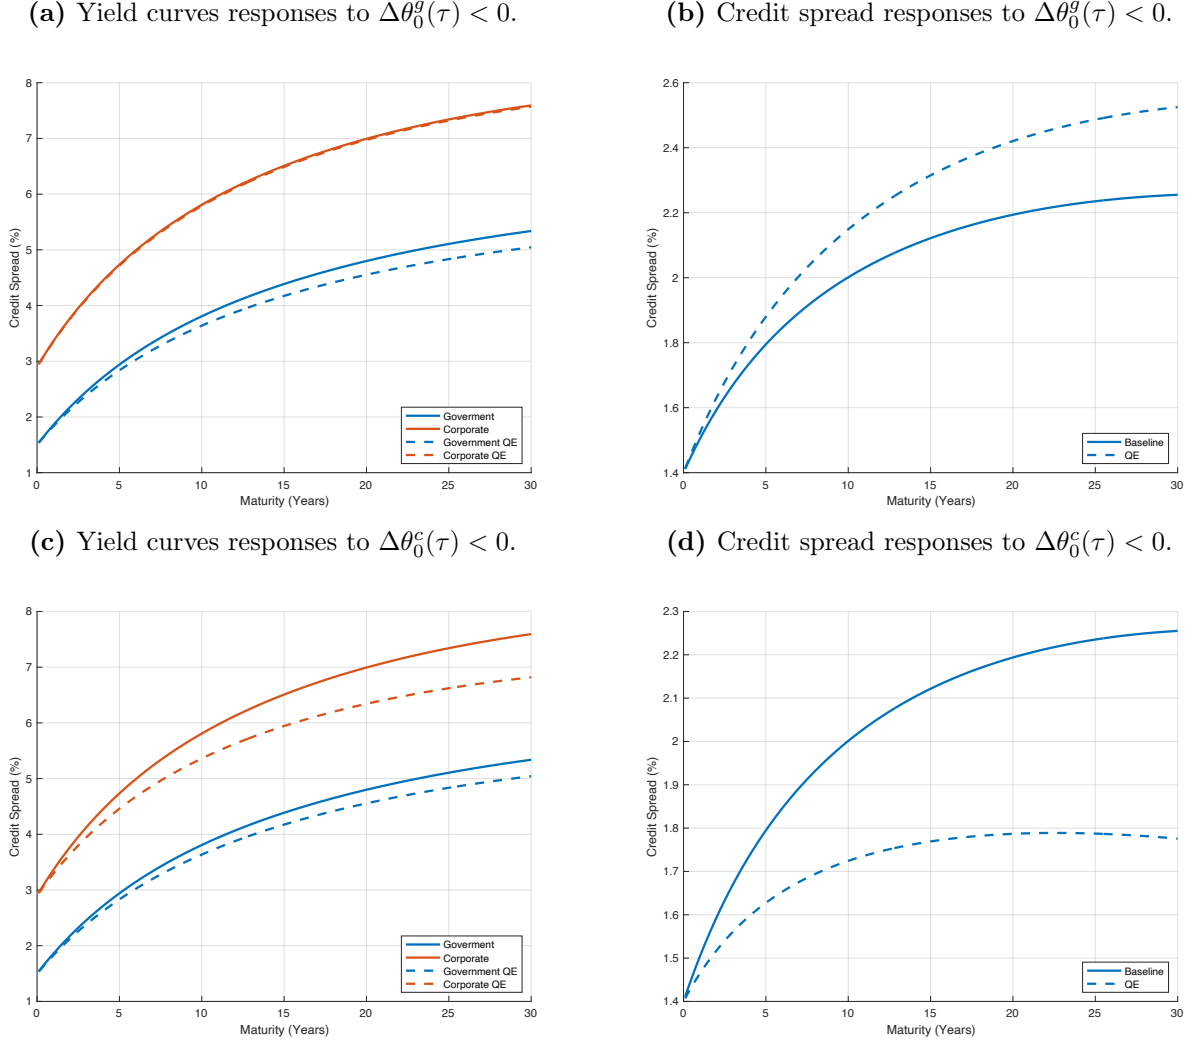 (a) Yield curves responses to Δθ₀ᵍ(τ) < 0.
(b) Credit spread responses to Δθ₀ᵍ(τ) < 0.
8
7
6
5
4
3
2
1
Credit Spread (%)
0 5 10 15 20 25 30
Maturity (Years)
Goverment
Corporate
Government QE
Corporate QE
2.6
2.4
2.2
2
1.8
1.6
1.4
Credit Spread (%)
0 5 10 15 20 25 30
Maturity (Years)
Baseline
QE
(c) Yield curves responses to Δθ₀ᶜ(τ) < 0.
(d) Credit spread responses to Δθ₀ᶜ(τ) < 0.
8
7
6
5
4
3
2
1
Credit Spread (%)
0 5 10 15 20 25 30
Maturity (Years)
Goverment
Corporate
Government QE
Corporate QE
2.3
2.2
2.1
2
1.9
1.8
1.7
1.6
1.5
1.4
Credit Spread (%)
0 5 10 15 20 25 30
Maturity (Years)
Baseline
QE